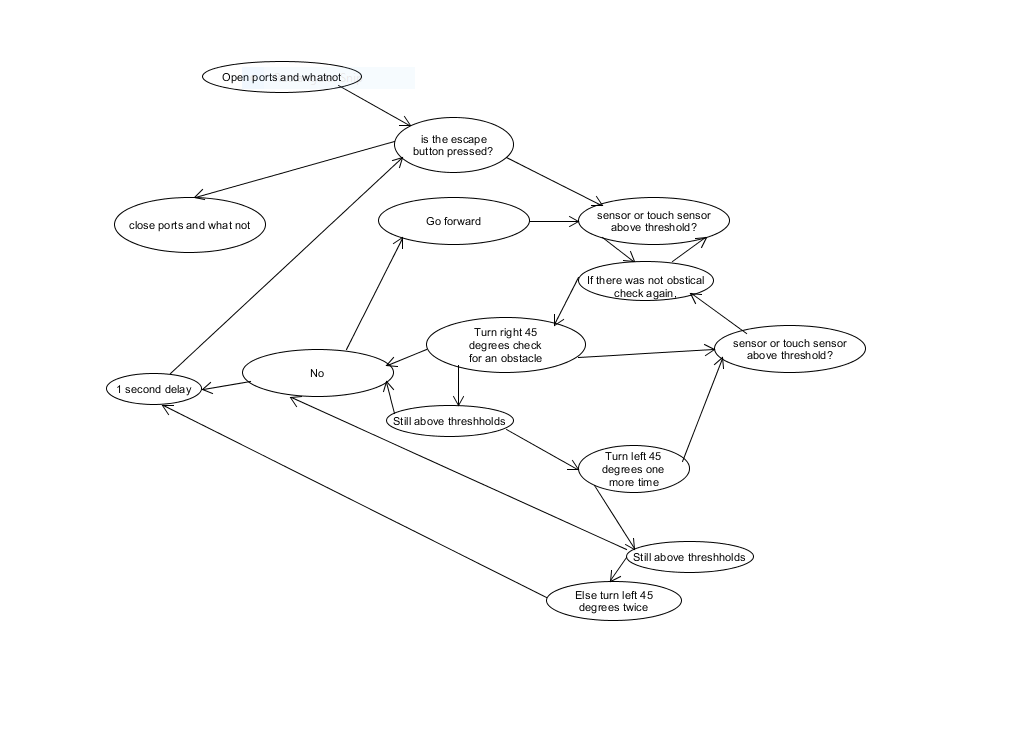 Open ports and whatnot
is the escape
button pressed?
close ports and what not
Go forward
sensor or touch sensor
above threshold?
If there was not obstical
check again,
Turn right 45
degrees check
for an obstacle
sensor or touch sensor
above threshold?
No
1 second delay
Still above threshholds
Turn left 45
degrees one
more time
Still above threshholds
Else turn left 45
degrees twice